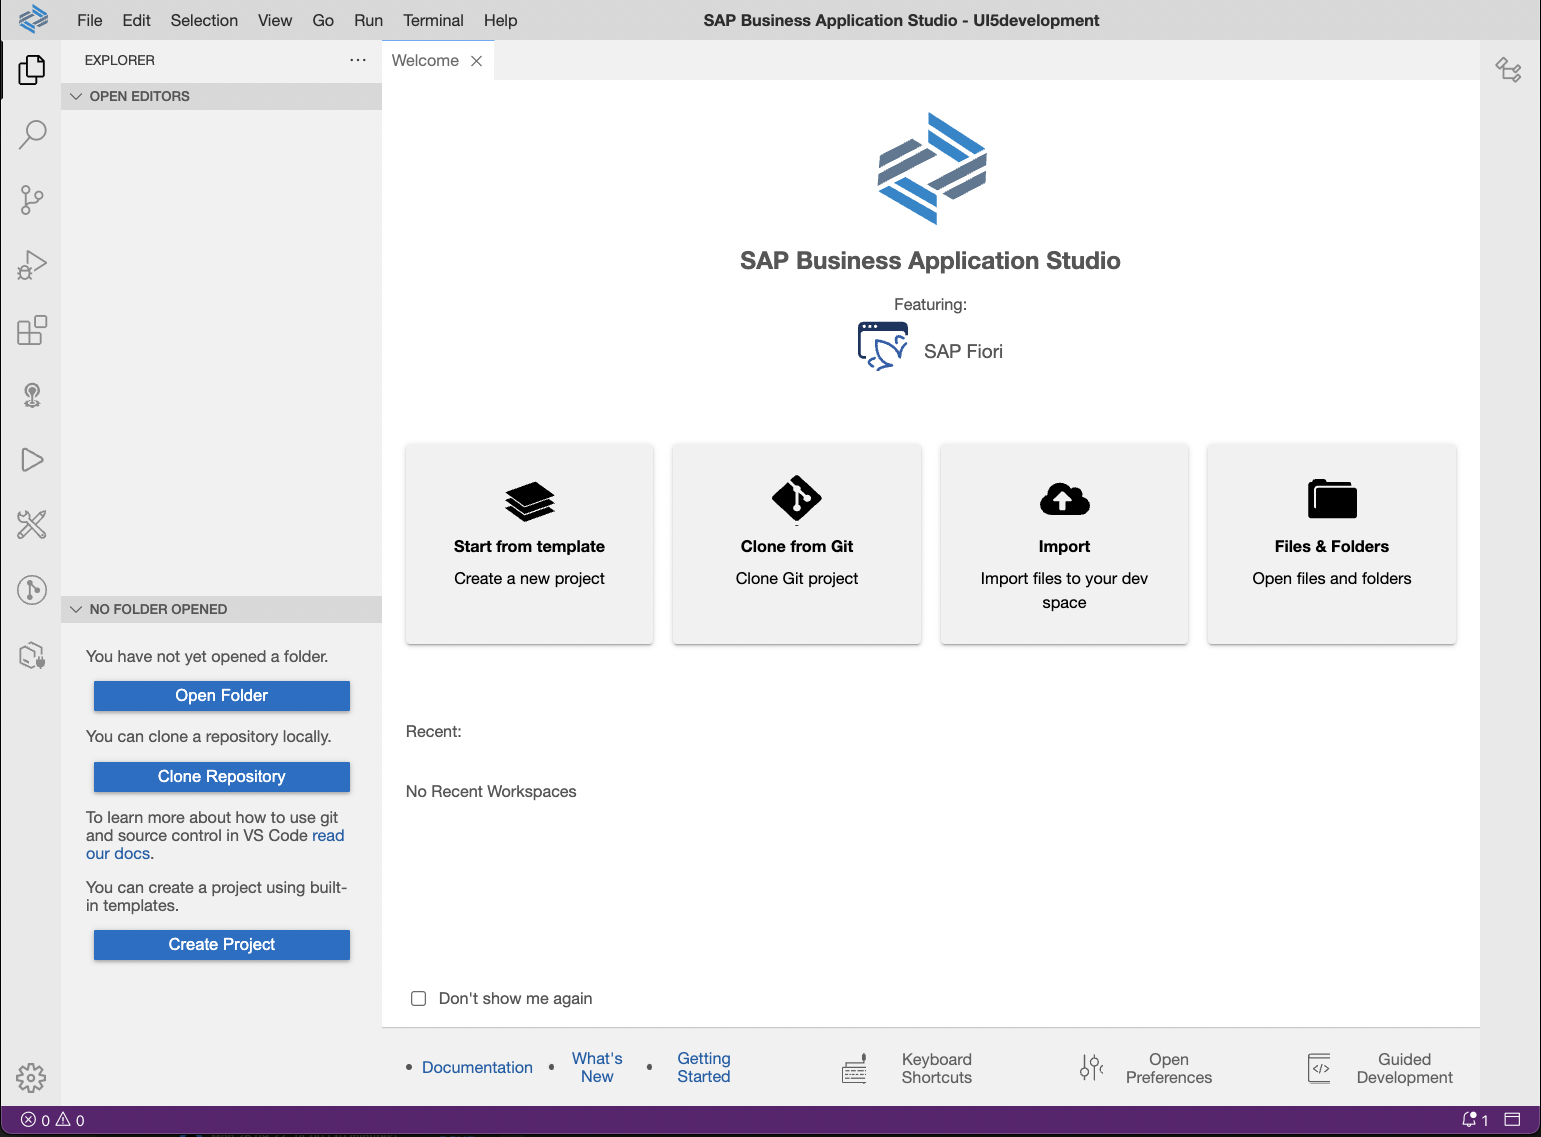 File Edit Selection View Go Run Terminal Help
SAP Business Application Studio - UI5development
EXPLORER
Welcome
OPEN EDITORS
NO FOLDER OPENED
You have not yet opened a folder.
Open Folder
You can clone a repository locally.
Clone Repository
To learn more about how to use git
and source control in VS Code read
our docs.
You can create a project using built-
in templates.
Create Project
SAP Business Application Studio
Featuring:
SAP Fiori
Start from template
Create a new project
Clone from Git
Clone Git project
Import
Import files to your dev
space
Files & Folders
Open files and folders
Recent:
No Recent Workspaces
Don't show me again
• Documentation
• What's
New
• Getting
Started
Keyboard
Shortcuts
Open
Preferences
Guided
Development
0 0
1